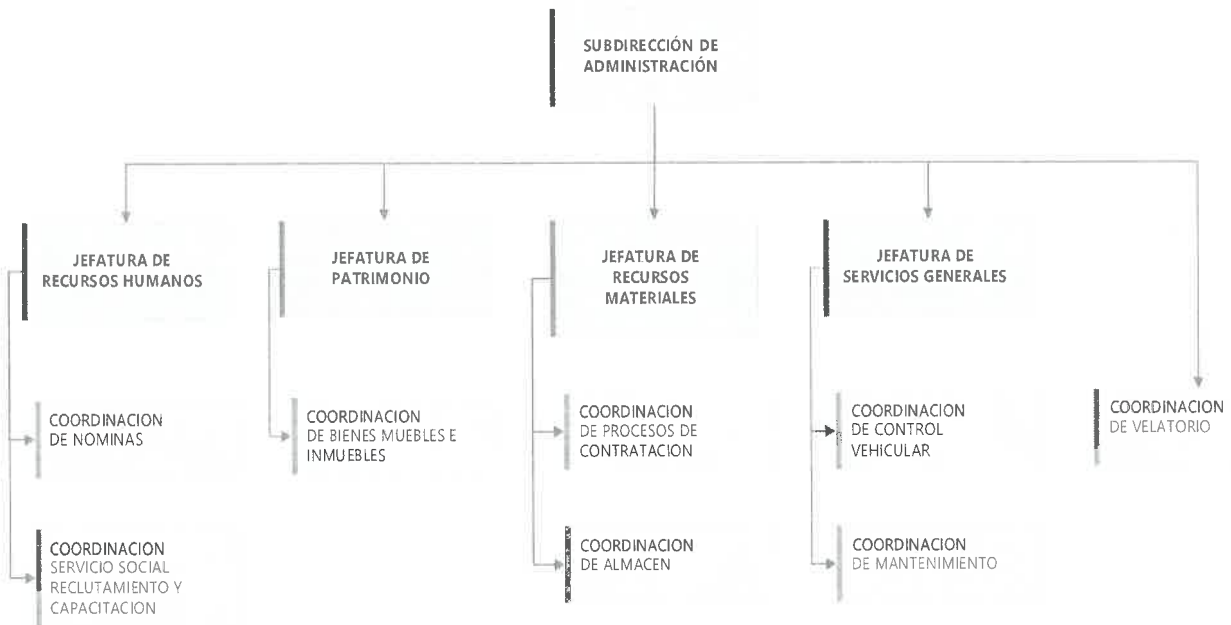 SUBDIRECCIÓN DE
ADMINISTRACIÓN
JEFATURA DE
RECURSOS HUMANOS
JEFATURA DE
PATRIMONIO
JEFATURA DE
RECURSOS
MATERIALES
JEFATURA DE
SERVICIOS GENERALES
COORDINACION
DE NOMINAS
COORDINACION
DE BIENES MUEBLES E
INMUEBLES
COORDINACION
DE PROCESOS DE
CONTRATACION
COORDINACION
DE CONTROL
VEHICULAR
COORDINACION
DE VELATORIO
COORDINACION
SERVICIO SOCIAL
RECLUTAMIENTO Y
CAPACITACION
COORDINACION
DE ALMACEN
COORDINACION
DE MANTENIMIENTO